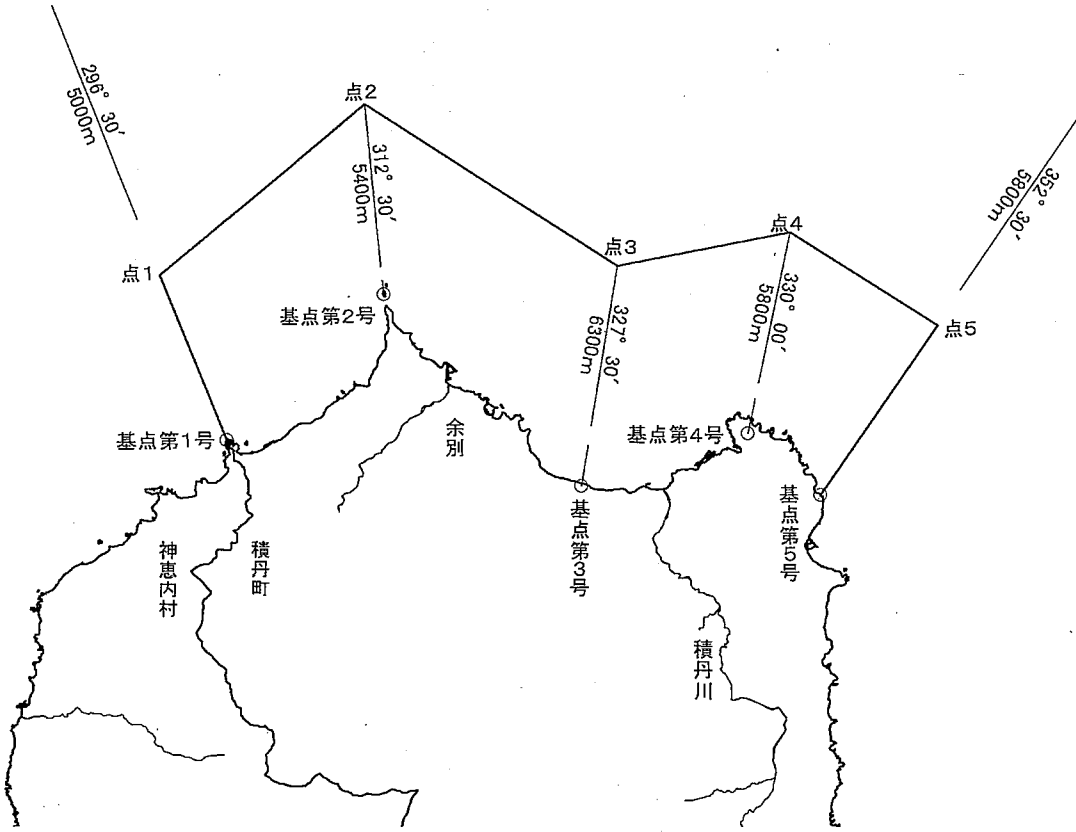 296° 30′
5000m
点2
312° 30′
5400m
352° 30′
5800m
点1
点3
点4
330° 00′
5800m
327° 30′
6300m
点5
基点第2号
基点第1号
余別
基点第4号
基点第3号
基点第5号
神恵内村
積丹町
積丹川